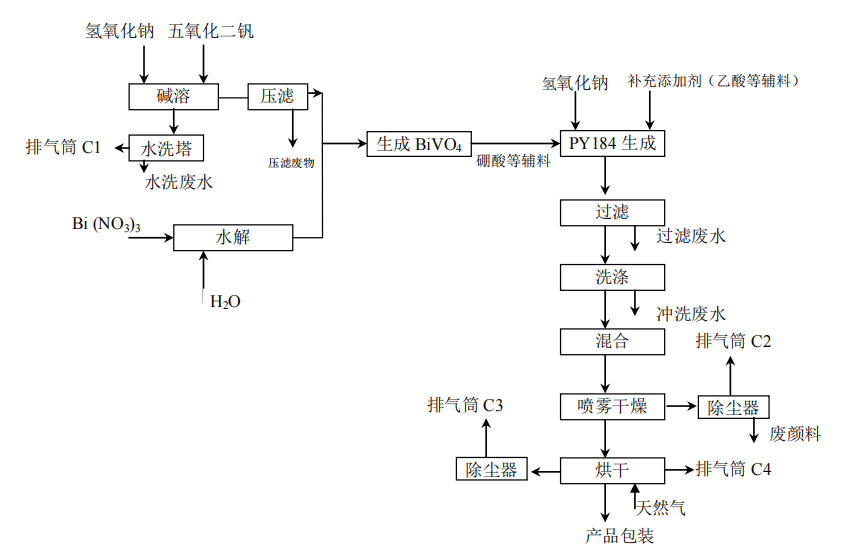 氢氧化钠 五氧化二钒
碱溶
压滤
氢氧化钠
补充添加剂（乙酸等辅料）
排气筒 C1
水洗塔
压滤废物
生成 BiVO4
硼酸等辅料
PY184 生成
水洗废水
Bi (NO3)3
水解
H2O
过滤
过滤废水
洗涤
冲洗废水
混合
排气筒 C2
排气筒 C3
喷雾干燥
除尘器
废颜料
除尘器
烘干
排气筒 C4
天然气
产品包装